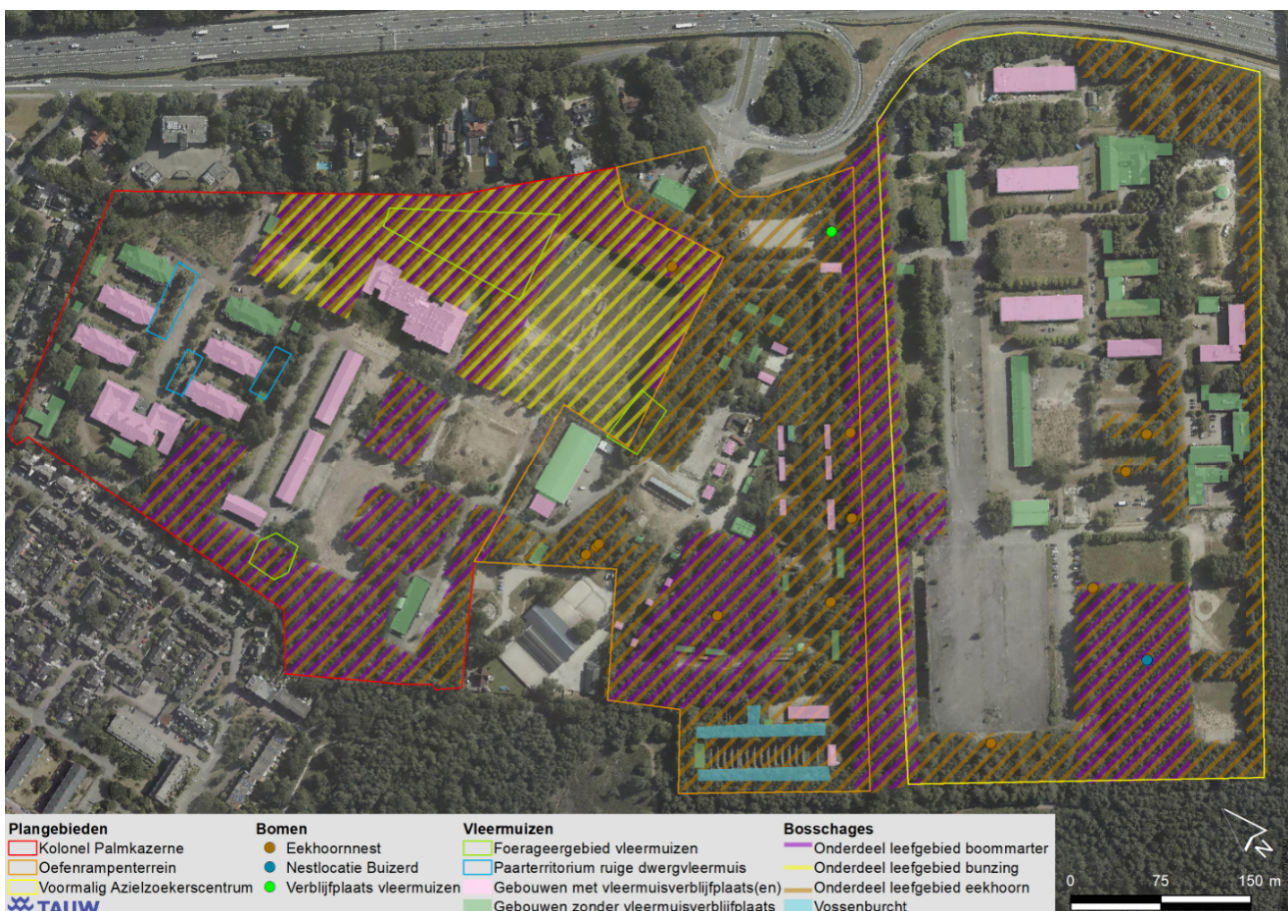 Plangebieden
Kolonel Palmkazerne
Oefenrampenterrein
Voormalig Azielzoekerscentrum
TAUW
Bomen
Eekhoornnest
Nestlocatie Buizerd
Verblijfplaats vleermuizen
Vleermuizen
Foerageergebied vleermuizen
Paarterritorium ruige dwergvleermuis
Gebouwen met vleermuisverblijfplaats(en)
Gebouwen zonder vleermuisverblijfplaats
Bosschages
Onderdeel leefgebied boommarter
Onderdeel leefgebied bunzing
Onderdeel leefgebied eekhoorn
Vossenburcht
N
0 75 150 m